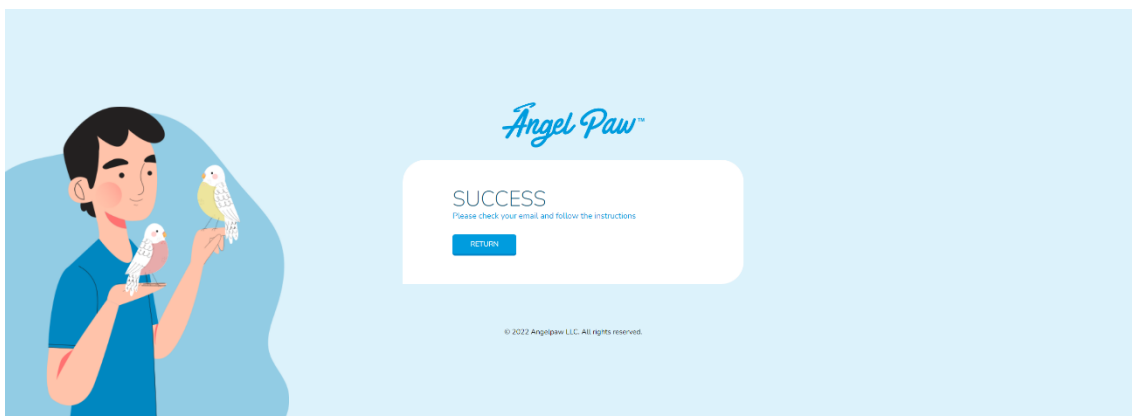 Angel Paw™
SUCCESS
Please check your email and follow the instructions
RETURN
© 2022 Angelpaw LLC. All rights reserved.